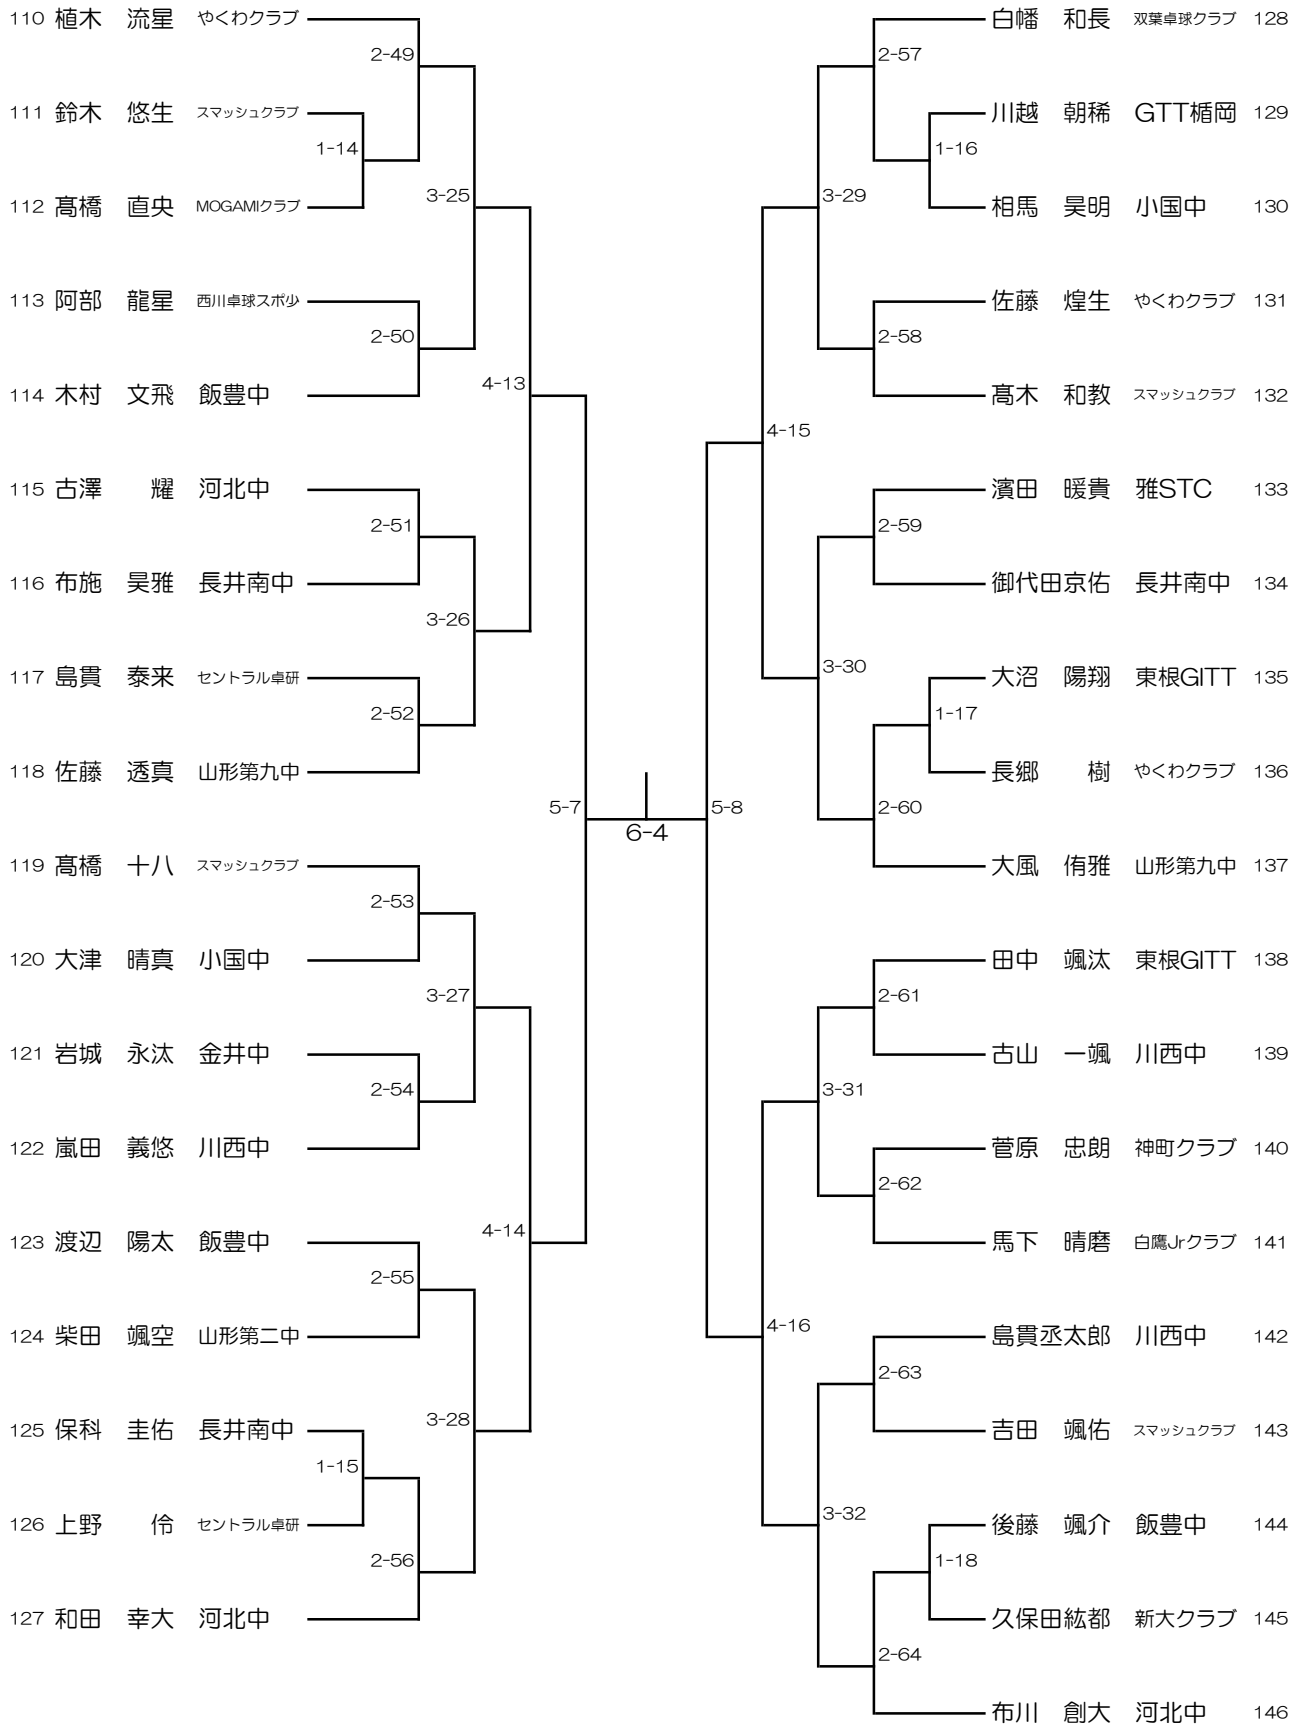 110 植木 流星 やくわクラブ
2-49
111 鈴木 悠生 スマッシュクラブ
1-14
112 髙橋 直央 MOGAMIクラブ
3-25
113 阿部 龍星 西川卓球スポ少
2-50
114 木村 文飛 飯豊中
4-13
115 古澤 耀 河北中
2-51
116 布施 昊雅 長井南中
3-26
117 島貫 泰来 セントラル卓研
2-52
118 佐藤 透真 山形第九中
5-7
119 髙橋 十八 スマッシュクラブ
2-53
120 大津 晴真 小国中
3-27
121 岩城 永汰 金井中
2-54
122 嵐田 義悠 川西中
4-14
123 渡辺 陽太 飯豊中
2-55
124 柴田 颯空 山形第二中
3-28
125 保科 圭佑 長井南中
1-15
126 上野 伶 セントラル卓研
2-56
127 和田 幸大 河北中
6-4
白幡 和長 双葉卓球クラブ 128
2-57
川越 朝稀 GTT楯岡 129
1-16
相馬 昊明 小国中 130
3-29
佐藤 煌生 やくわクラブ 131
2-58
髙木 和教 スマッシュクラブ 132
4-15
濱田 暖貴 雅STC 133
2-59
御代田京佑 長井南中 134
3-30
大沼 陽翔 東根GITT 135
1-17
長郷 樹 やくわクラブ 136
2-60
5-8
大風 侑雅 山形第九中 137
田中 颯汰 東根GITT 138
2-61
古山 一颯 川西中 139
3-31
菅原 忠朗 神町クラブ 140
2-62
馬下 晴磨 白鷹Jrクラブ 141
4-16
島貫丞太郎 川西中 142
2-63
吉田 颯佑 スマッシュクラブ 143
3-32
後藤 颯介 飯豊中 144
1-18
久保田紘都 新大クラブ 145
2-64
布川 創大 河北中 146